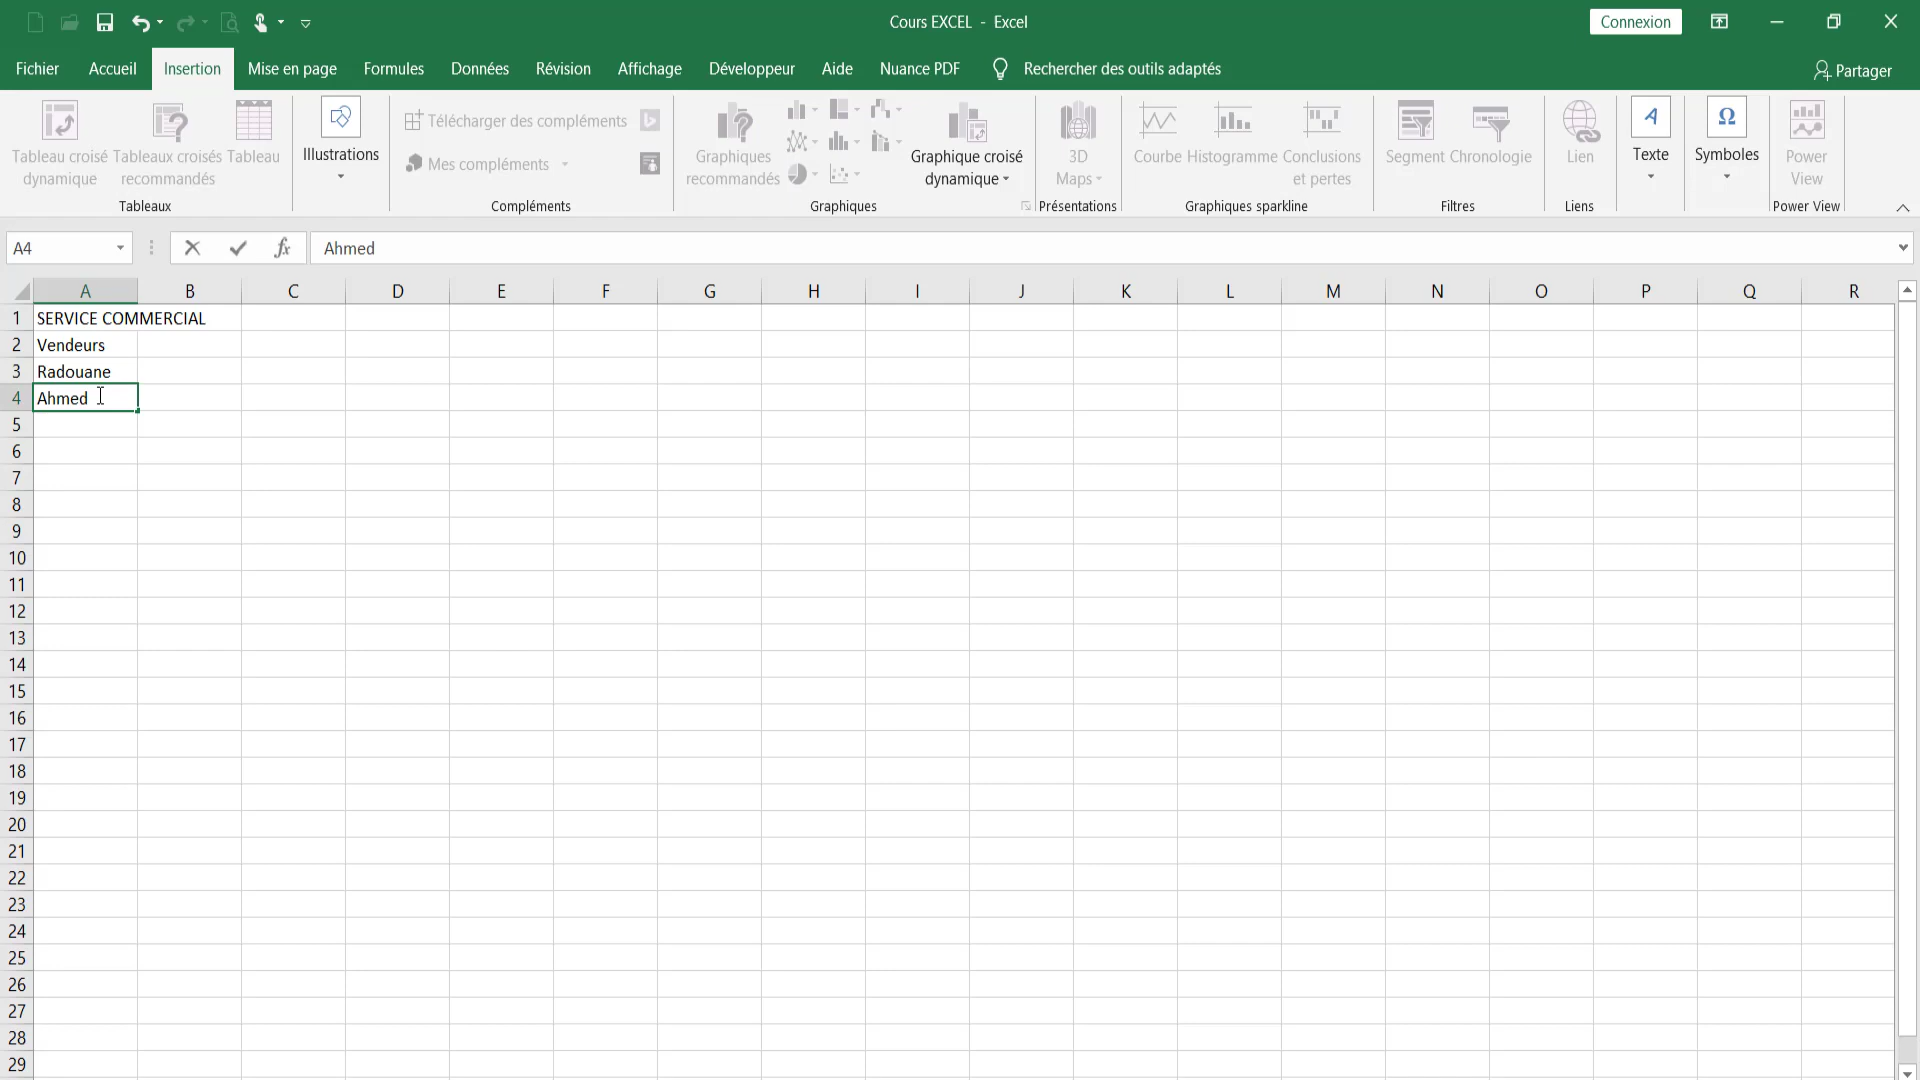 Cours EXCEL - Excel
Connexion
Fichier Accueil Insertion Mise en page Formules Données Révision Affichage Développeur Aide Nuance PDF Rechercher des outils adaptés Partager
Tableau croisé dynamique
Tableaux croisés recommandés
Tableau
Tableaux
Illustrations
Télécharger des compléments
Mes compléments
Compléments
Graphiques recommandés
Graphique croisé dynamique
Graphiques
3D Maps
Présentations
Courbe Histogramme Conclusions et pertes
Graphiques sparkline
Segment Chronologie
Filtres
Lien
Liens
A
Texte
Ω
Symboles
Power View
Power View
A4 fx Ahmed
A B C D E F G H I J K L M N O P Q R
1 SERVICE COMMERCIAL
2 Vendeurs
3 Radouane
4 Ahmed
5
6
7
8
9
10
11
12
13
14
15
16
17
18
19
20
21
22
23
24
25
26
27
28
29